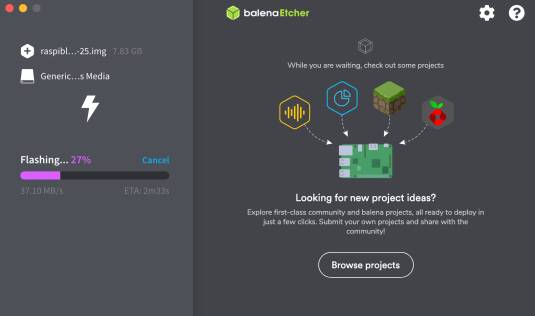 balenaEtcher
raspibl...-25.img 7.83 GB
Generic...s Media
Flashing... 27% Cancel
37.10 MB/s ETA: 2m33s
While you are waiting, check out some projects
Looking for new project ideas?
Explore first-class community and balena projects, all ready to deploy in
just a few clicks. Submit your own projects and share with the
community!
Browse projects